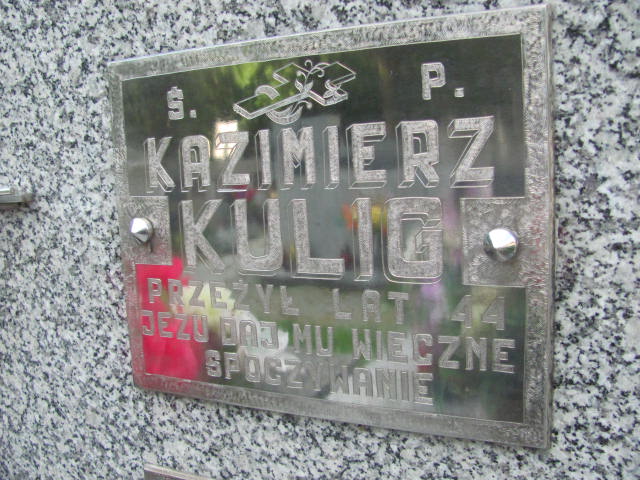 Ś. P.
KAZIMIERZ
KULIG
PRZEŻYŁ LAT 44
JEZU DAJ MU WIECZNE
SPOCZYWANIE